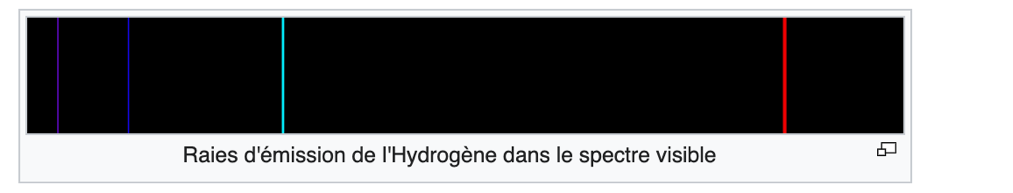 Raies d'émission de l'Hydrogène dans le spectre visible